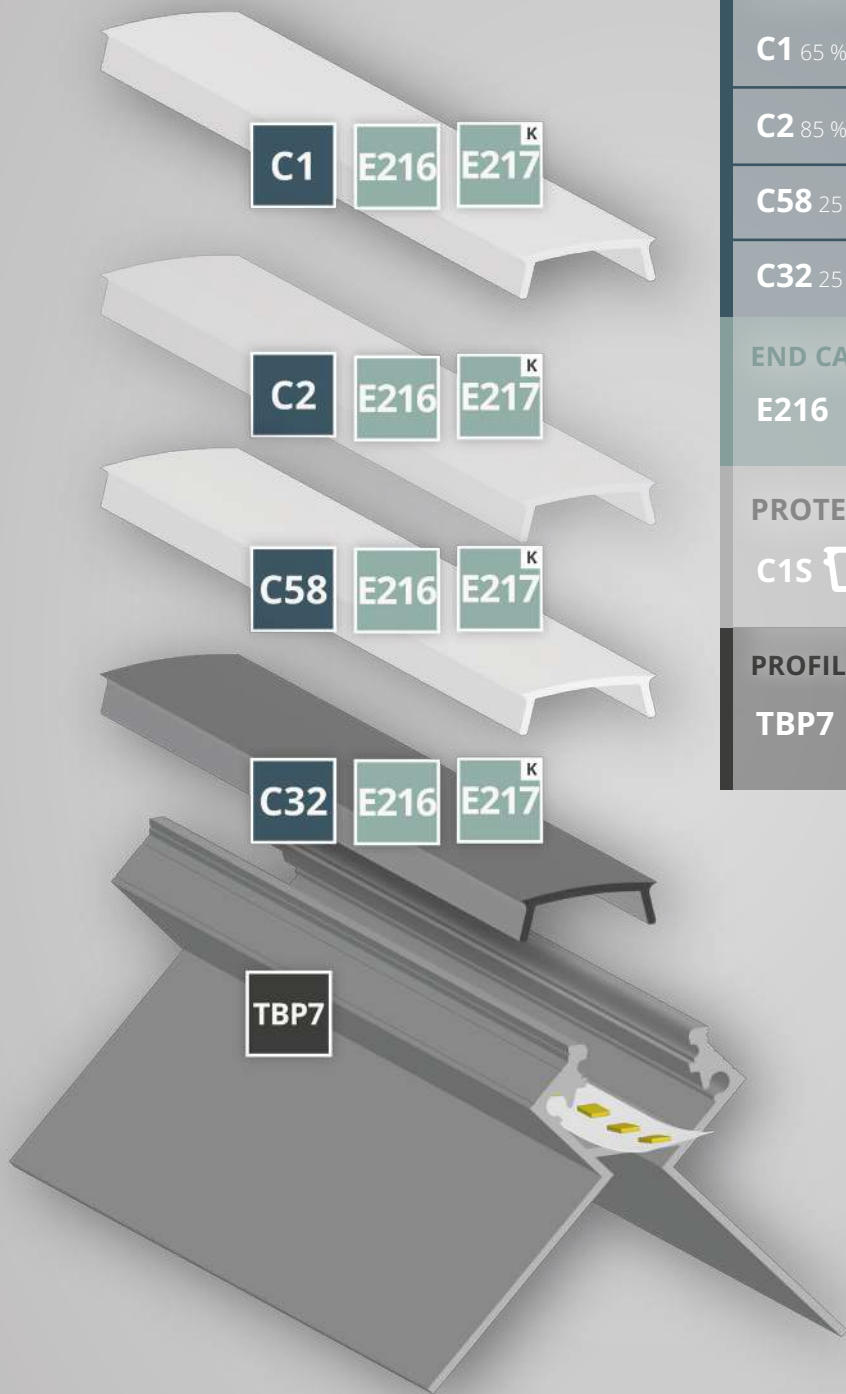 C1 E216 E217 K
C2 E216 E217 K
C58 E216 E217 K
C32 E216 E217 K
TBP7
C1 65 %
C2 85 %
C58 25
C32 25
END CA
E216
PROTE
C1S
PROFIL
TBP7